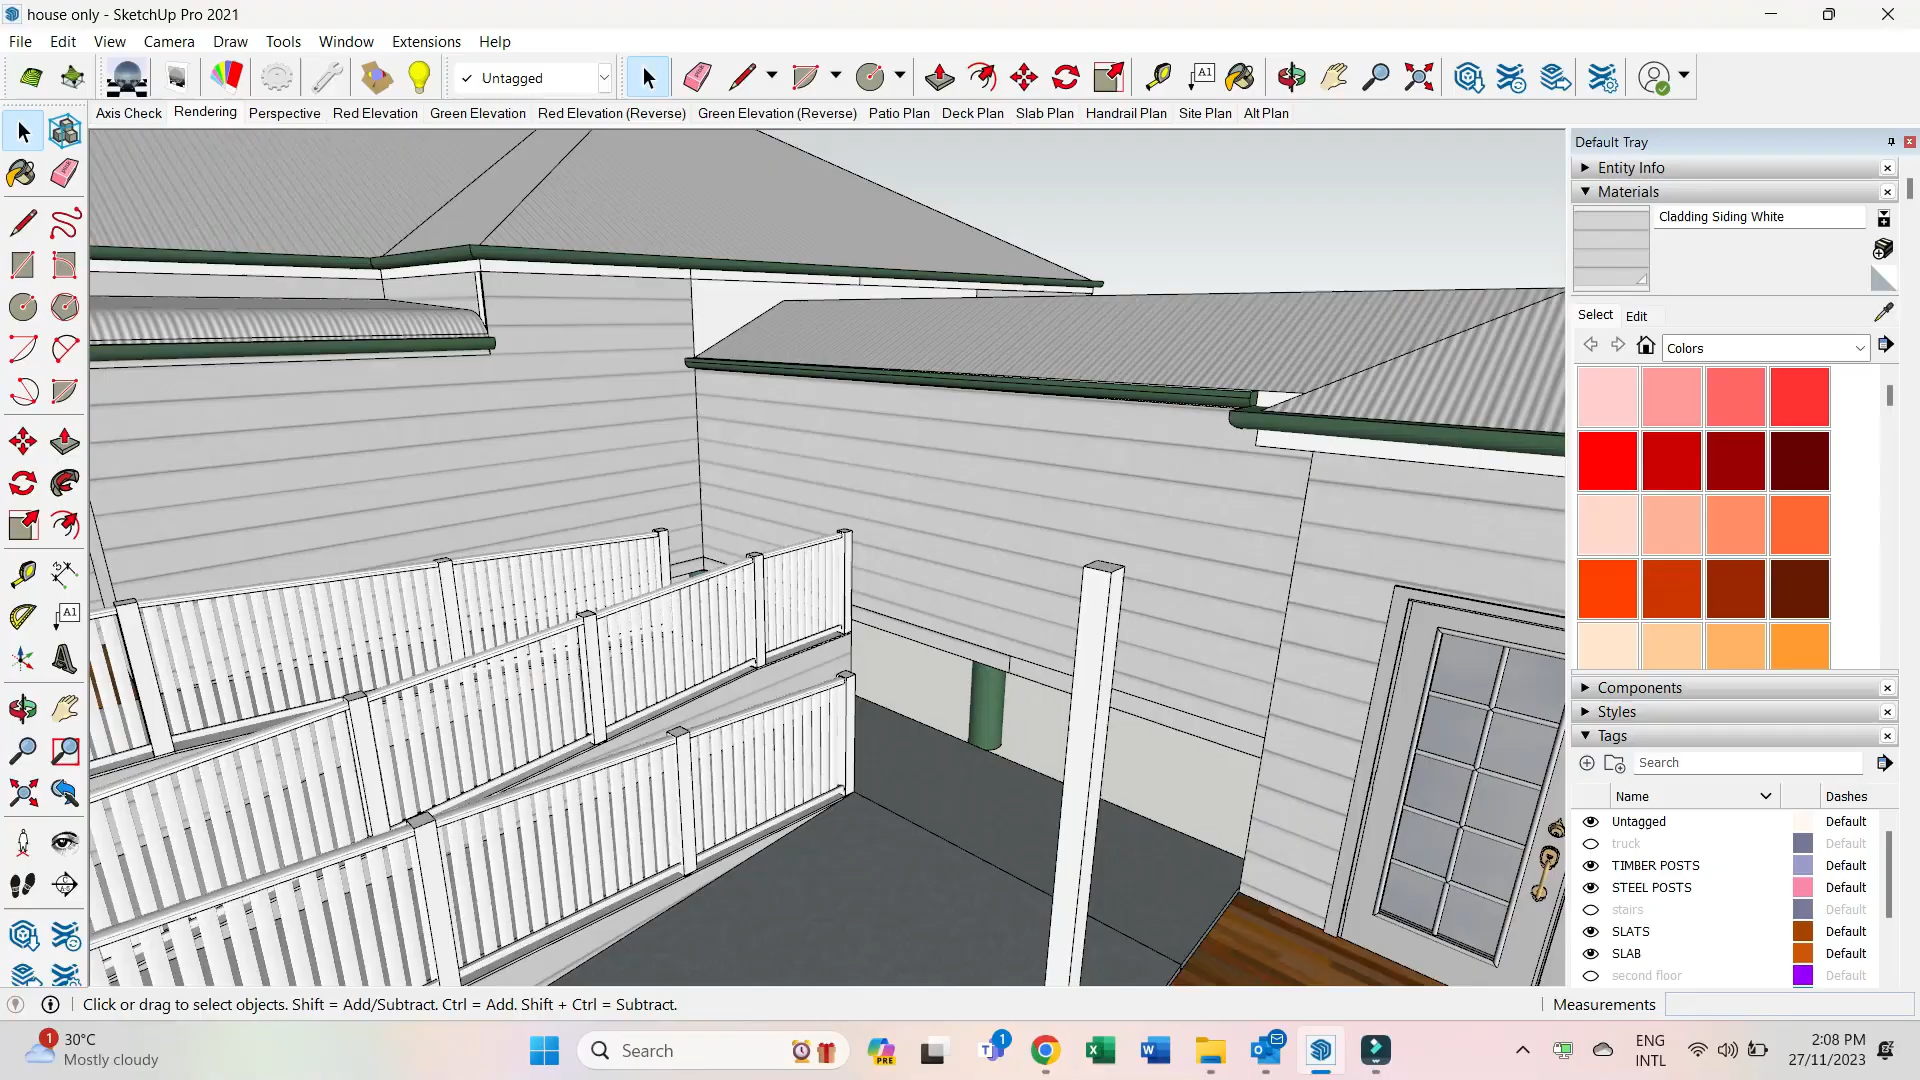 house only - SketchUp Pro 2021
File Edit View Camera Draw Tools Window Extensions Help
Untagged
A1
Axis Check Rendering Perspective Red Elevation Green Elevation Red Elevation (Reverse) Green Elevation (Reverse) Patio Plan Deck Plan Slab Plan Handrail Plan Site Plan Alt Plan
Default Tray
Entity Info
Materials
Cladding Siding White
Select Edit
Colors
A1
Components
Styles
Tags
Search
Name Dashes
Untagged Default
truck Default
TIMBER POSTS Default
STEEL POSTS Default
stairs Default
SLATS Default
SLAB Default
second floor Default
Click or drag to select objects. Shift = Add/Subtract. Ctrl = Add. Shift + Ctrl = Subtract.
Measurements
1
30°C
Mostly cloudy
Search
PRE
1
ENG
INTL
2:08 PM
27/11/2023